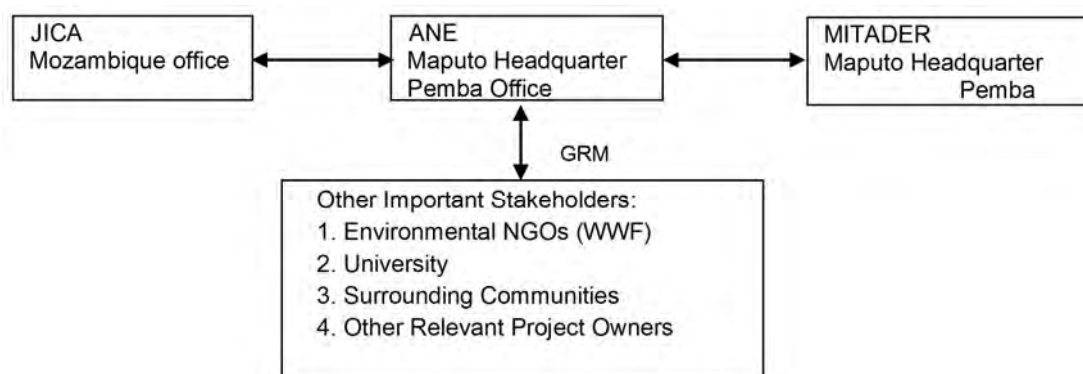 JICA
Mozambique office
ANE
Maputo Headquarter
Pemba Office
MITADER
Maputo Headquarter
Pemba
GRM
Other Important Stakeholders:
1. Environmental NGOs (WWF)
2. University
3. Surrounding Communities
4. Other Relevant Project Owners